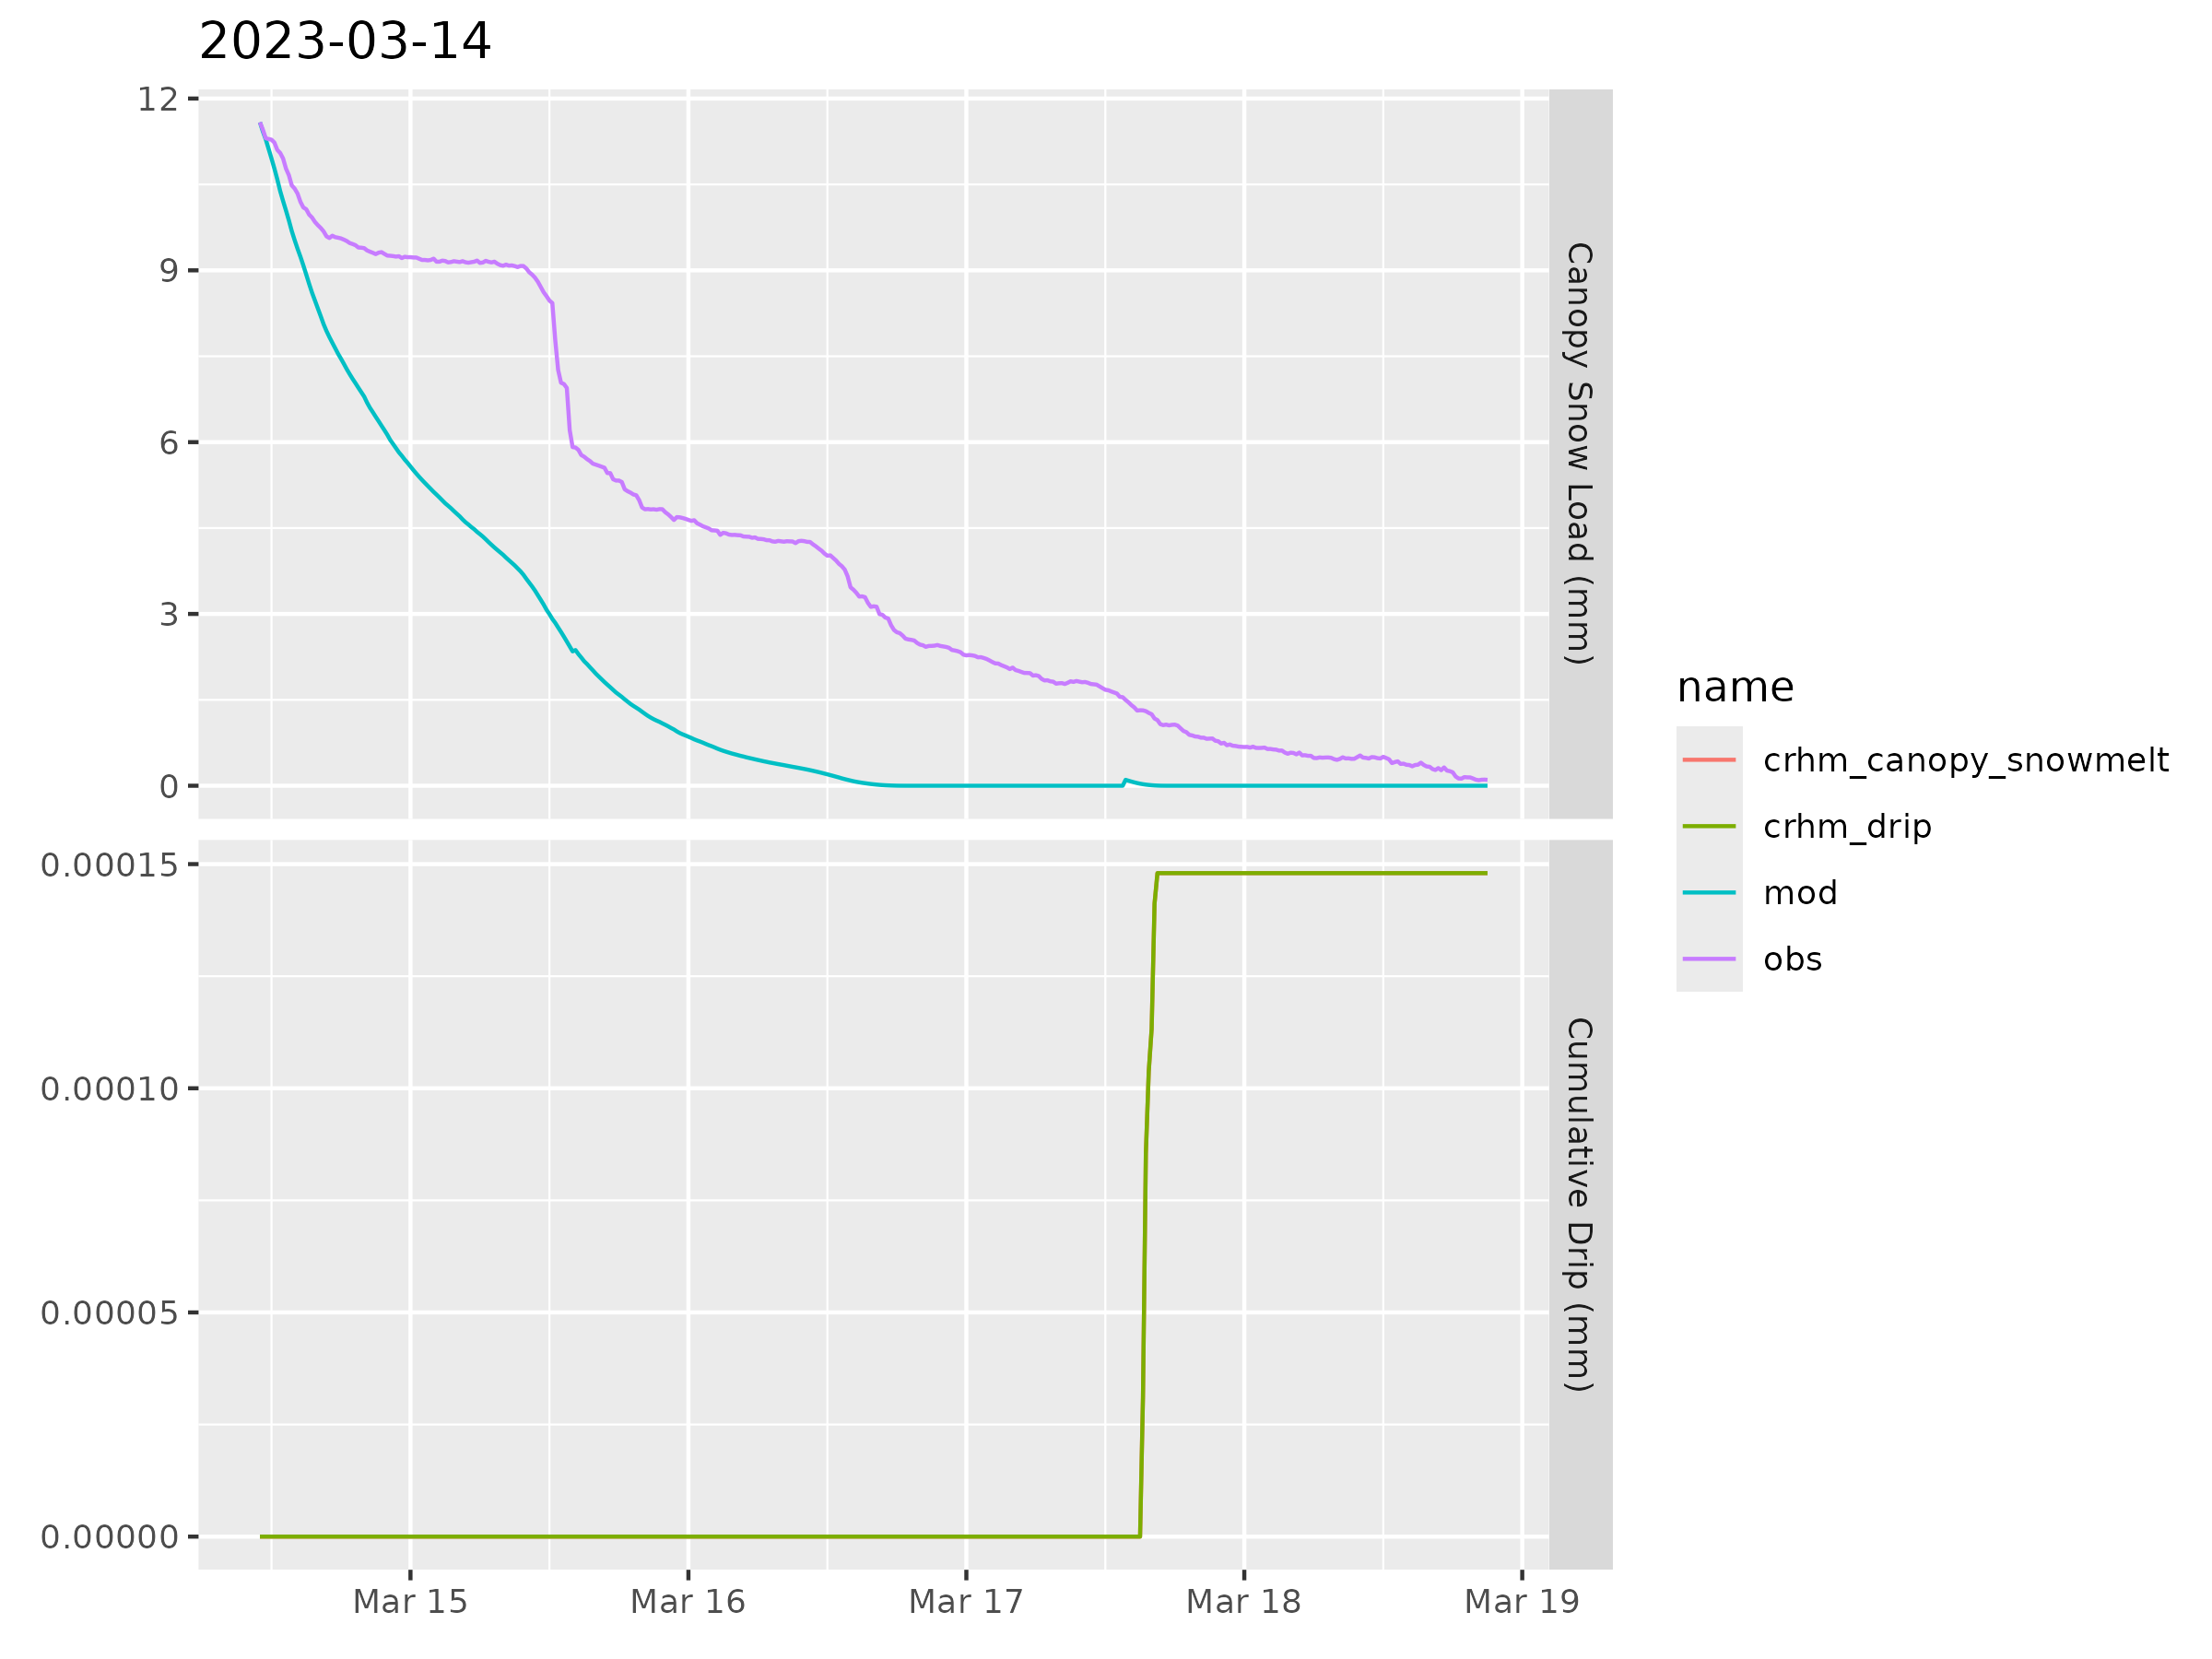 2023-03-14
12
9
6
3
0
Canopy Snow Load (mm)
0.00015
0.00010
0.00005
0.00000
Cumulative Drip (mm)
Mar 15
Mar 16
Mar 17
Mar 18
Mar 19
name
crhm_canopy_snowmelt
crhm_drip
mod
obs